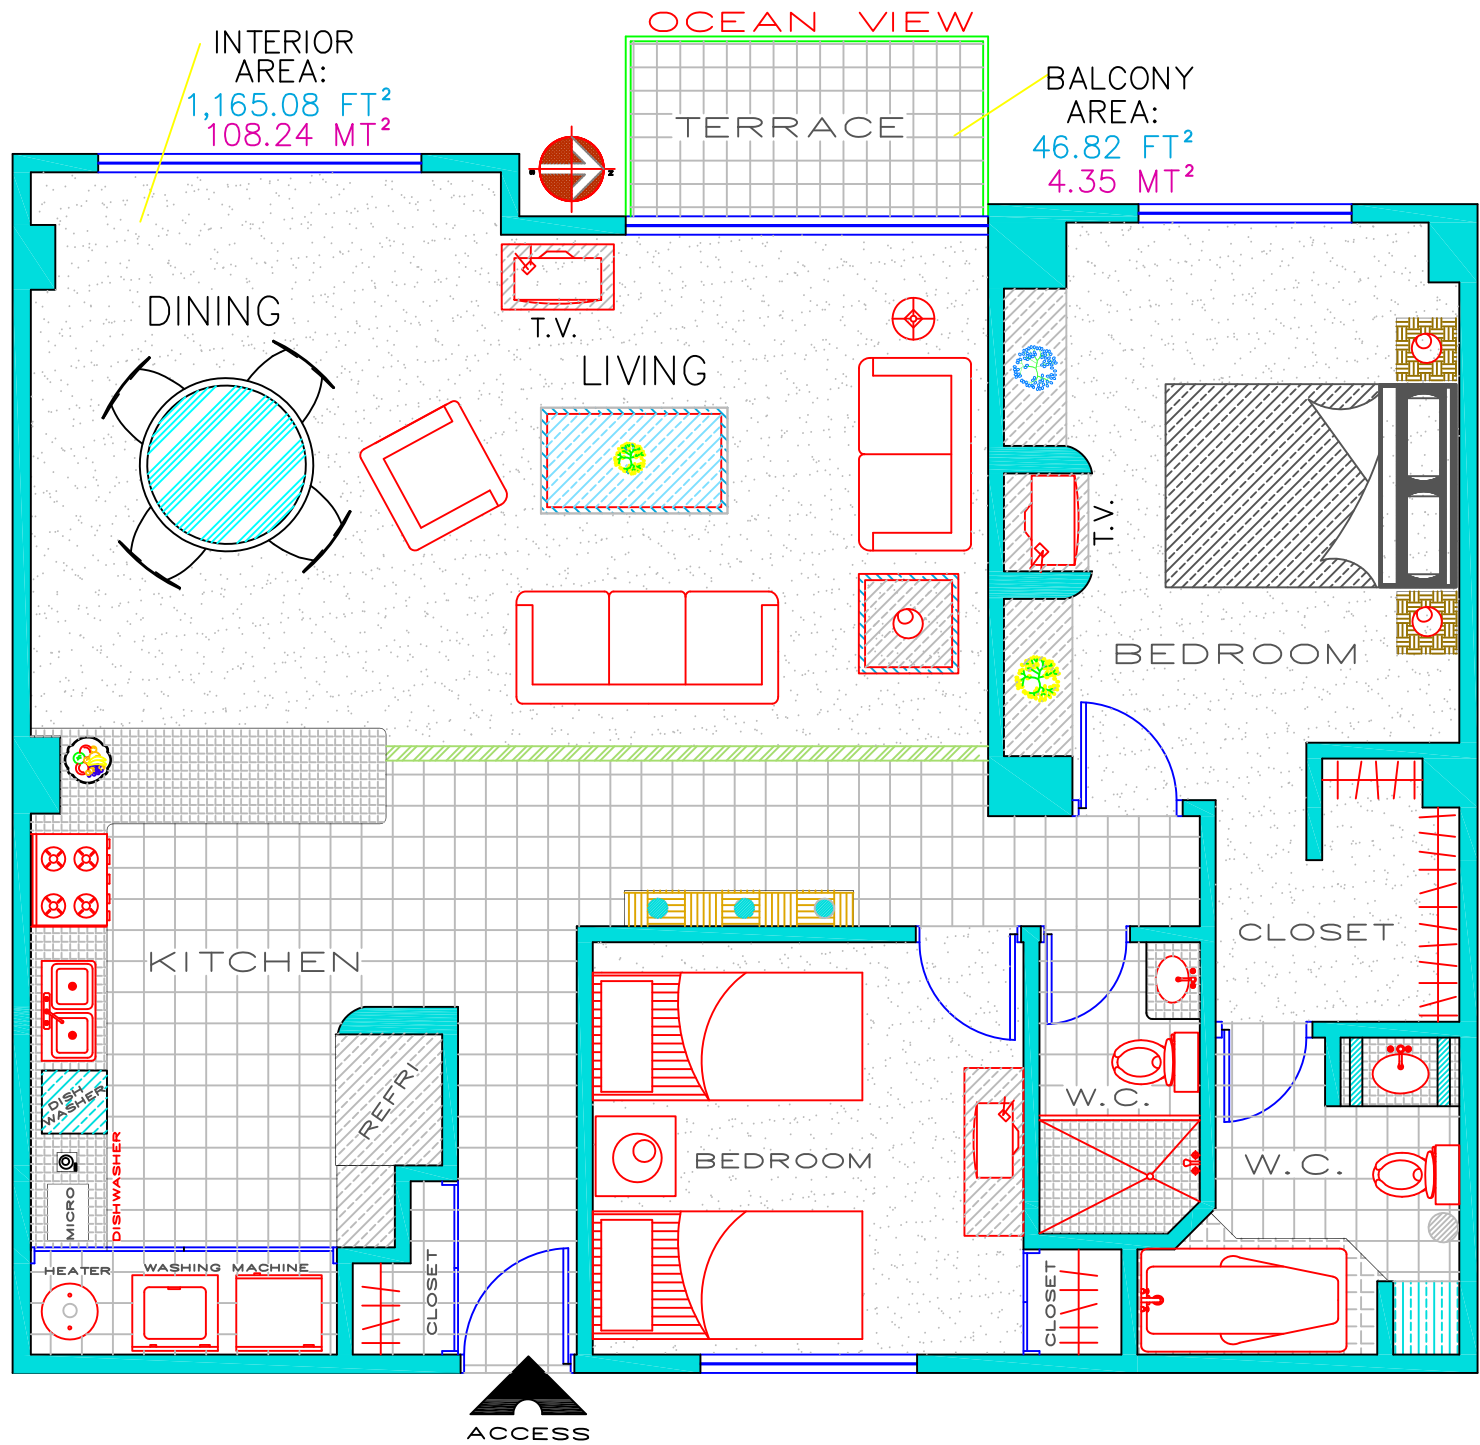 OCEAN VIEW
INTERIOR
AREA:
1,165.08 FT²
108.24 MT²
BALCONY
AREA:
46.82 FT²
4.35 MT²
TERRACE
N
DINING
T.V.
LIVING
T.V.
BEDROOM
KITCHEN
CLOSET
REFRI
DISH
WASHER
W.C.
BEDROOM
W.C.
DISHWASHER
MICRO
HEATER
WASHING MACHINE
CLOSET
CLOSET
ACCESS